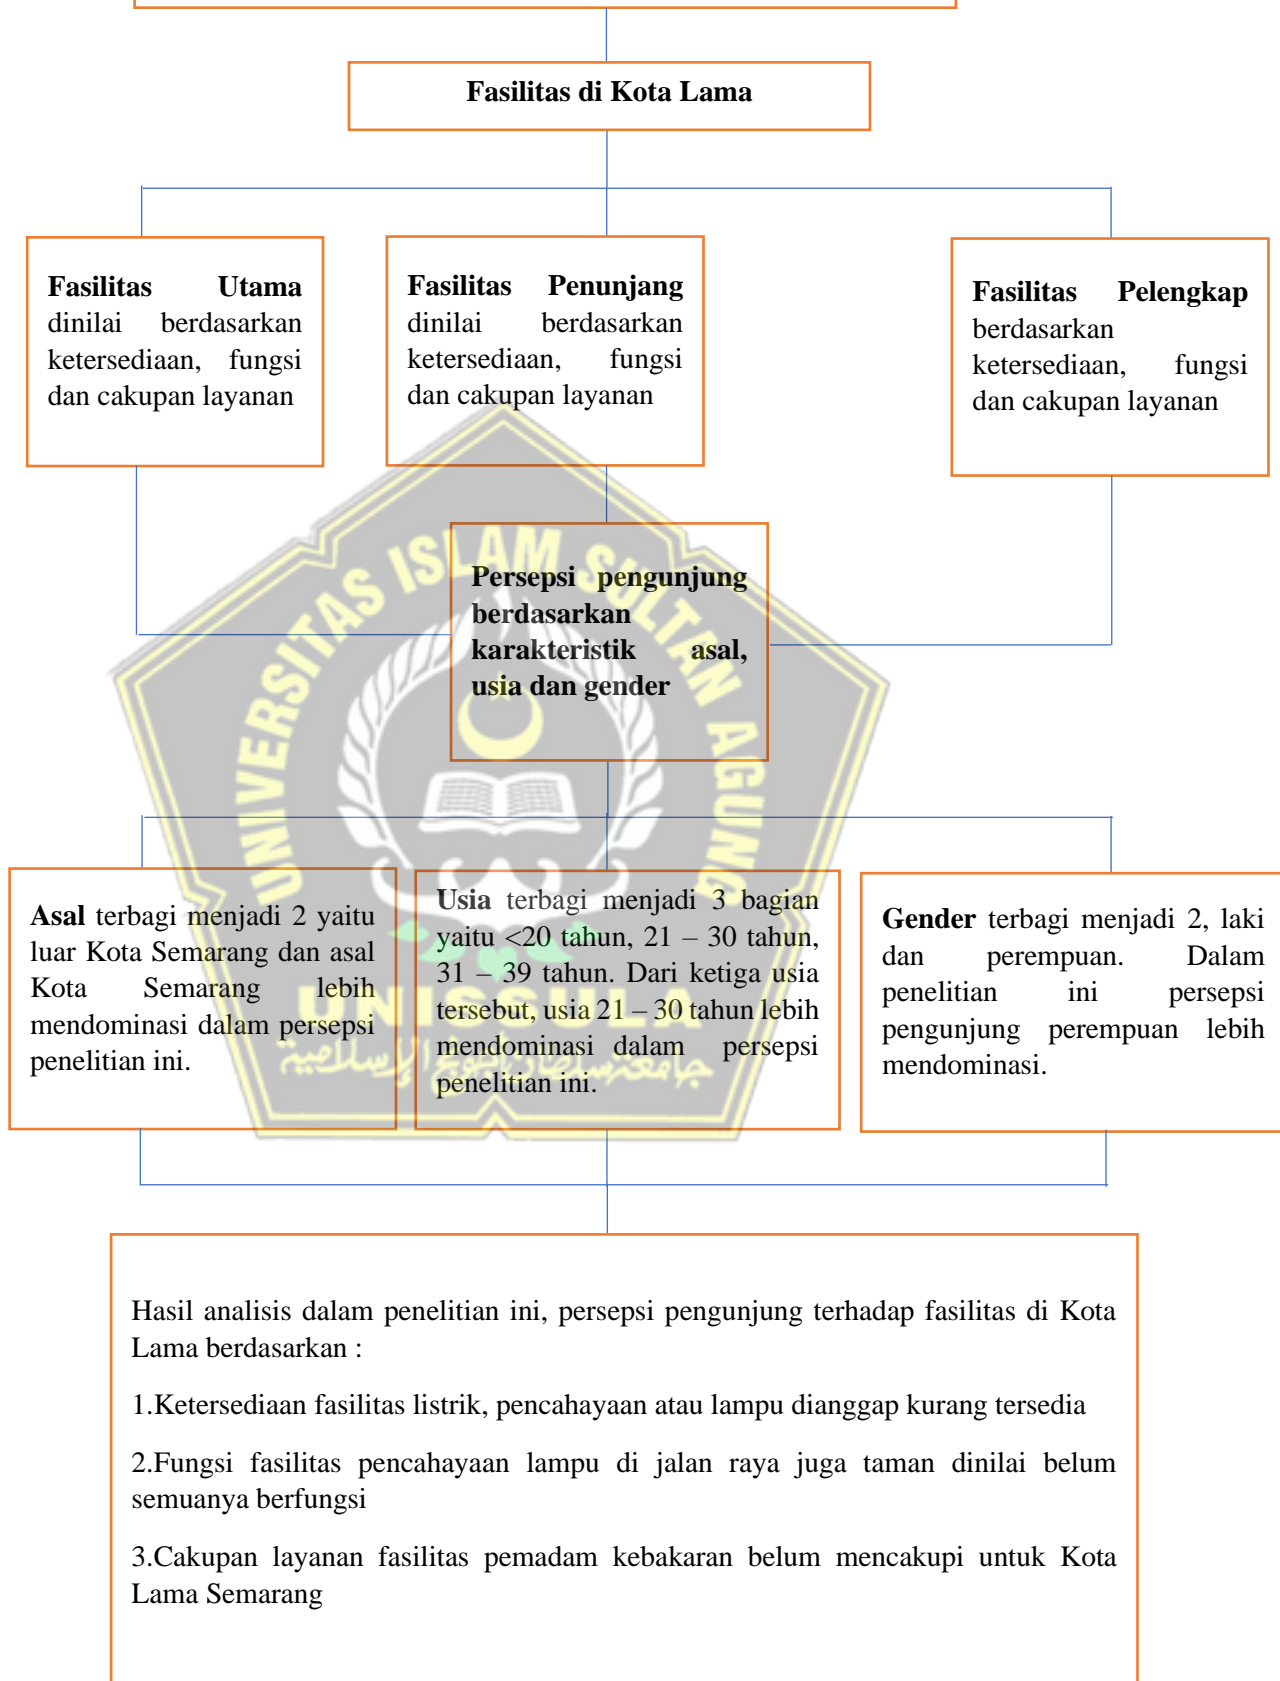 Fasilitas di Kota Lama
Fasilitas Utama
dinilai berdasarkan
ketersediaan, fungsi
dan cakupan layanan
Fasilitas Penunjang
dinilai berdasarkan
ketersediaan, fungsi
dan cakupan layanan
Fasilitas Pelengkap
berdasarkan
ketersediaan, fungsi
dan cakupan layanan
UNIVERSITAS ISLAM SULTAN AGUNG
Persepsi pengunjung
berdasarkan
karakteristik asal,
usia dan gender
Asal terbagi menjadi 2 yaitu
luar Kota Semarang dan asal
Kota Semarang lebih
mendominasi dalam persepsi
penelitian ini.
Usia terbagi menjadi 3 bagian
yaitu <20 tahun, 21 – 30 tahun,
31 – 39 tahun. Dari ketiga usia
tersebut, usia 21 – 30 tahun lebih
mendominasi dalam persepsi
penelitian ini.
Gender terbagi menjadi 2, laki
dan perempuan. Dalam
penelitian ini persepsi
pengunjung perempuan lebih
mendominasi.
UNISSULA
Hasil analisis dalam penelitian ini, persepsi pengunjung terhadap fasilitas di Kota
Lama berdasarkan :
1.Ketersediaan fasilitas listrik, pencahayaan atau lampu dianggap kurang tersedia
2.Fungsi fasilitas pencahayaan lampu di jalan raya juga taman dinilai belum
semuanya berfungsi
3.Cakupan layanan fasilitas pemadam kebakaran belum mencakupi untuk Kota
Lama Semarang